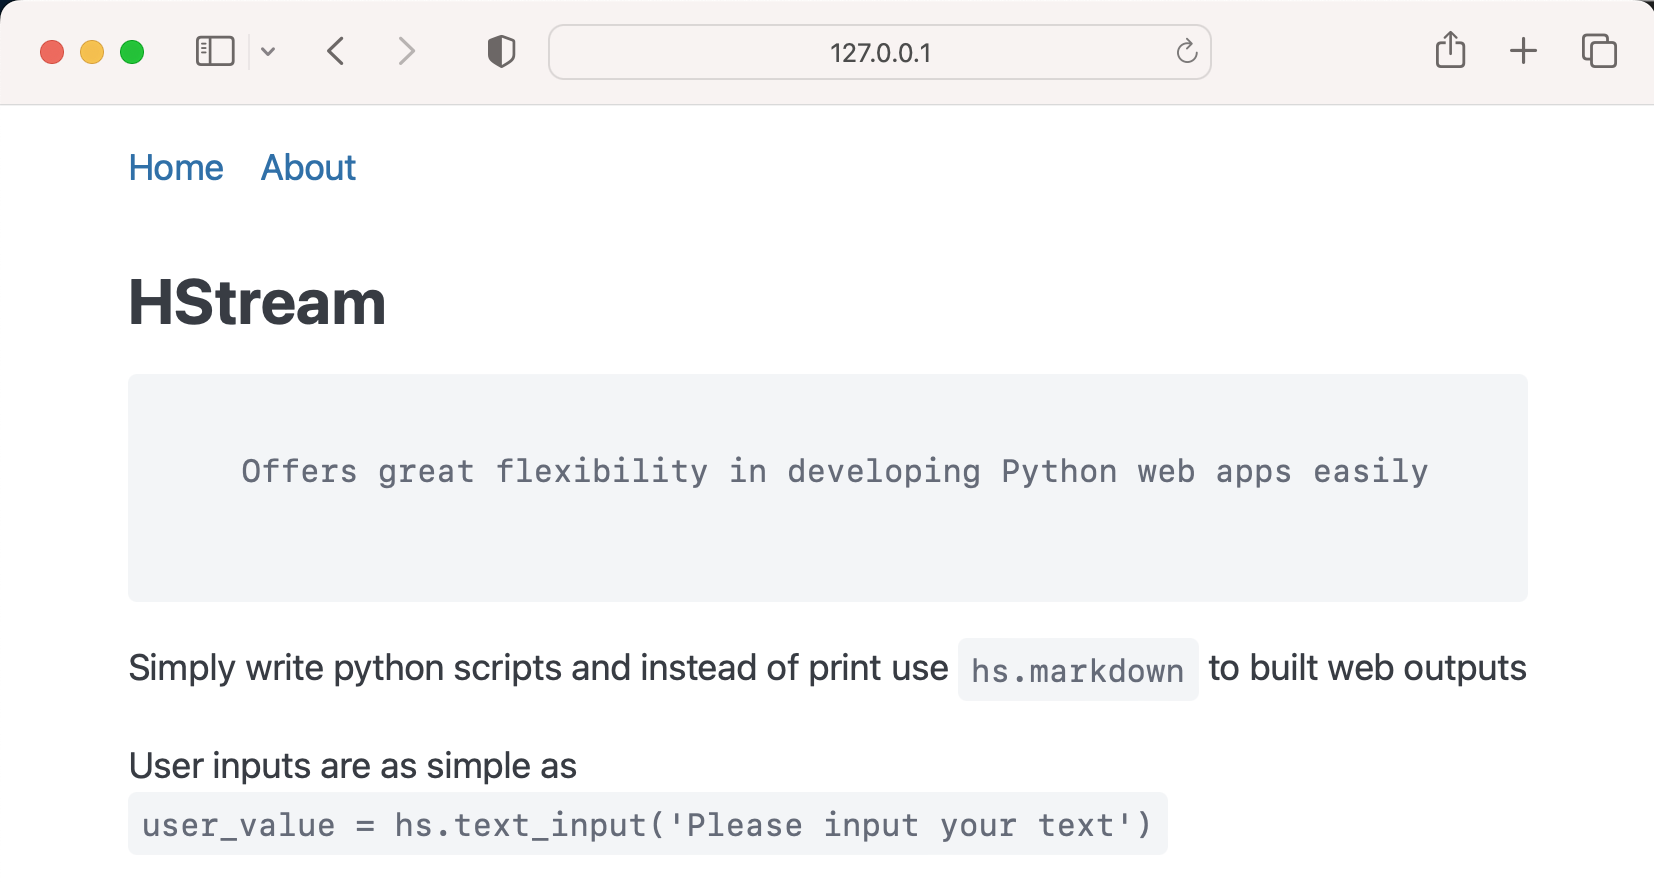 127.0.0.1
Home About
HStream
Offers great flexibility in developing Python web apps easily
Simply write python scripts and instead of print use hs.markdown to built web outputs
User inputs are as simple as
user_value = hs.text_input('Please input your text')